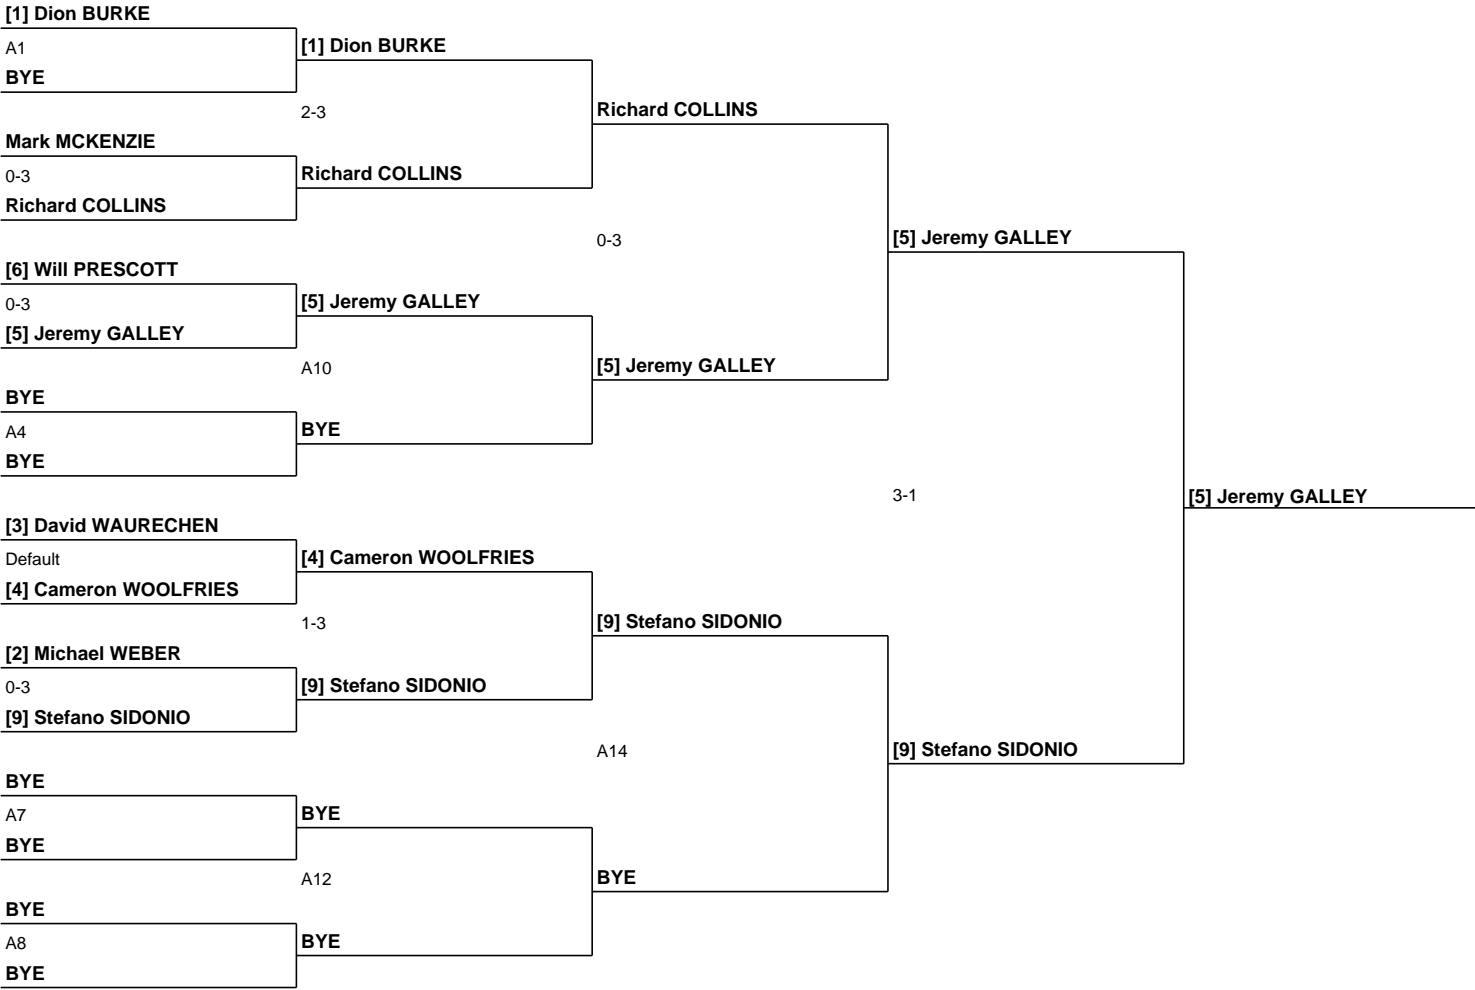 [1] Dion BURKE
A1
BYE
Mark MCKENZIE
0-3
Richard COLLINS
[6] Will PRESCOTT
0-3
[5] Jeremy GALLEY
BYE
A4
BYE
[3] David WAURECHEN
Default
[4] Cameron WOOLFRIES
[2] Michael WEBER
0-3
[9] Stefano SIDONIO
BYE
A7
BYE
BYE
A8
BYE
[1] Dion BURKE
2-3
Richard COLLINS
[5] Jeremy GALLEY
A10
BYE
[4] Cameron WOOLFRIES
1-3
[9] Stefano SIDONIO
BYE
A12
BYE
Richard COLLINS
0-3
[5] Jeremy GALLEY
[9] Stefano SIDONIO
A14
BYE
[5] Jeremy GALLEY
3-1
[9] Stefano SIDONIO
[5] Jeremy GALLEY